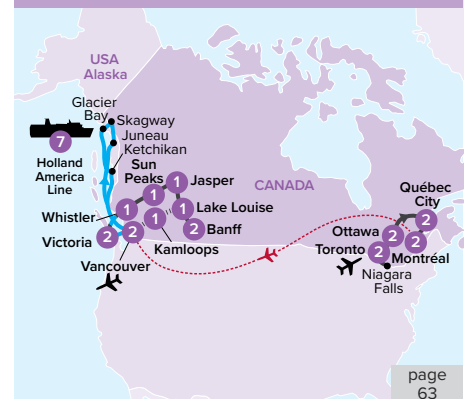 USA
Alaska
Glacier
Bay
Skagway
Juneau
Ketchikan
7
Holland
America
Line
Sun
Peaks
1
1
Jasper
CANADA
Whistler
1
1
1
Lake Louise
Victoria
2
2
2
Banff
Kamloops
Vancouver
Québec
City
2
Ottawa
2
2
Toronto
2
Montréal
Niagara
Falls
page
63